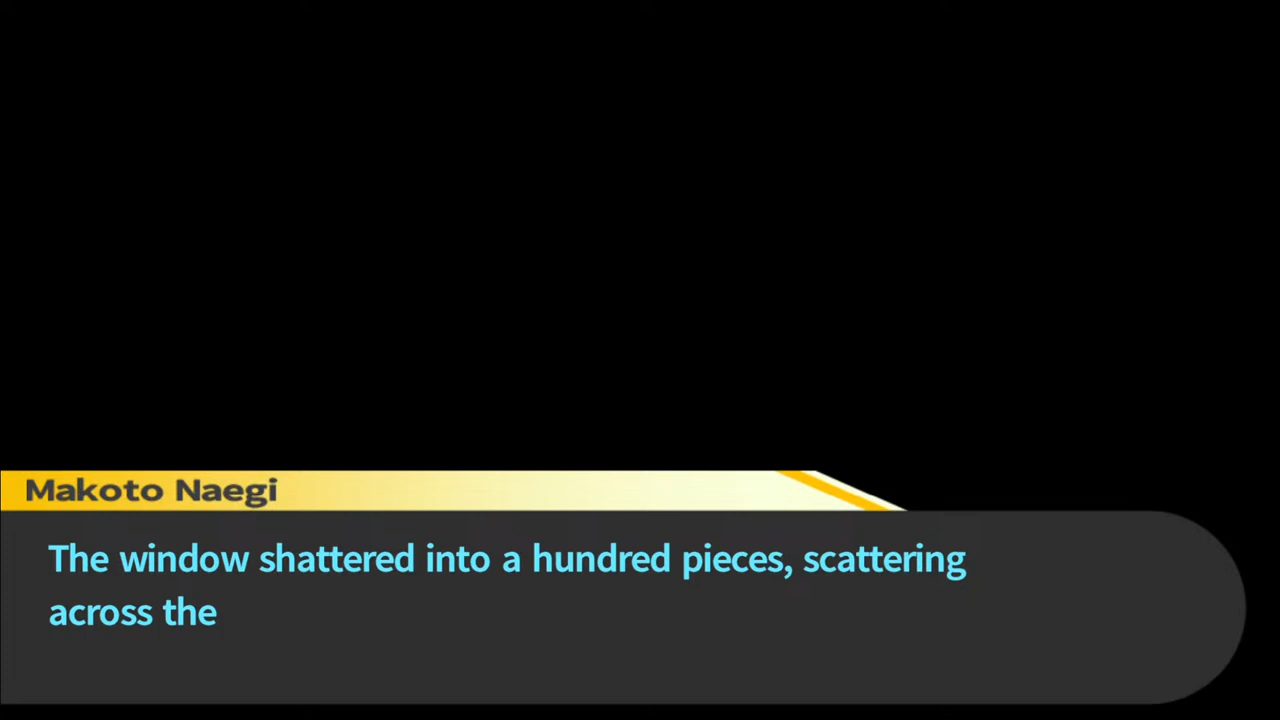 Makoto Naegi
The window shattered into a hundred pieces, scattering
across the